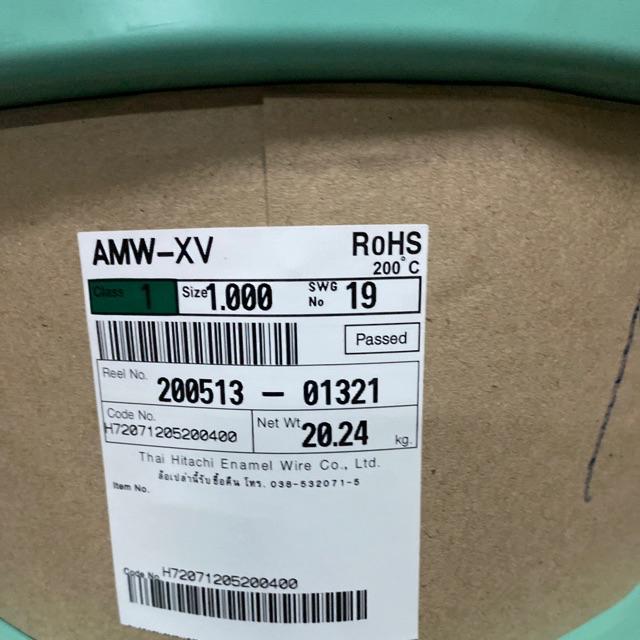 AMW-XV RoHS
200°C
Class 1 Size 1.000 SWG No 19
Passed
Reel No. 200513 - 01321
Code No. H72071205200400
Net Wt. 20.24 kg.
Thai Hitachi Enamel Wire Co., Ltd.
ล้อเปล่านี้รับซื้อคืน โทร. 038-532071-5
Item No.
Code No. H72071205200400